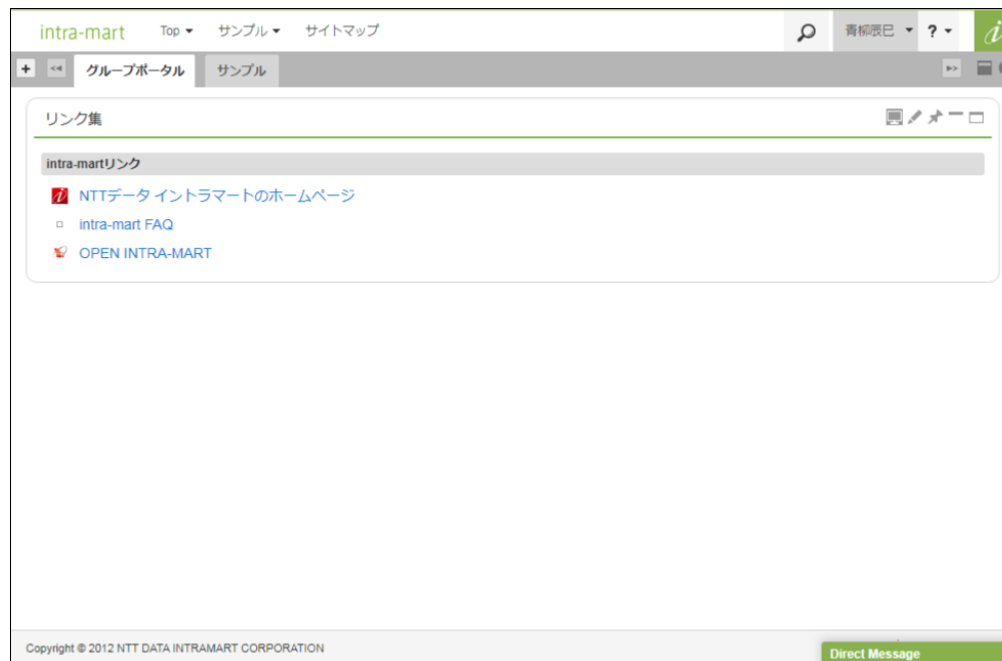 intra-mart Top サンプル サイトマップ 青柳辰巳 ?
グループポータル サンプル
リンク集
intra-martリンク
NTTデータ イントラマートのホームページ
intra-mart FAQ
OPEN INTRA-MART
Copyright © 2012 NTT DATA INTRAMART CORPORATION
Direct Message